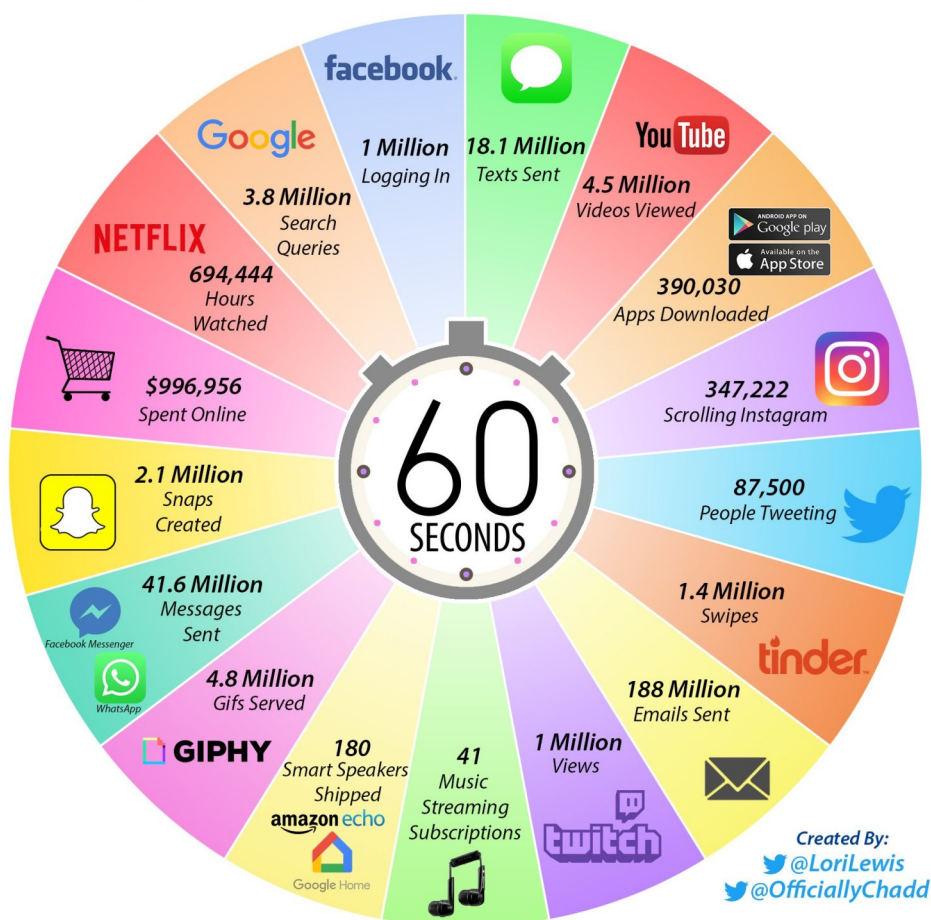 facebook
1 Million
Logging In
18.1 Million
Texts Sent
YouTube
4.5 Million
Videos Viewed
ANDROID APP ON
Google play
Available on the
App Store
390,030
Apps Downloaded
347,222
Scrolling Instagram
87,500
People Tweeting
1.4 Million
Swipes
tinder
188 Million
Emails Sent
1 Million
Views
twitch
41
Music
Streaming
Subscriptions
180
Smart Speakers
Shipped
amazon echo
Google Home
4.8 Million
Gifs Served
GIPHY
41.6 Million
Messages
Sent
Facebook Messenger
WhatsApp
2.1 Million
Snaps
Created
$996,956
Spent Online
NETFLIX
694,444
Hours
Watched
Google
3.8 Million
Search
Queries
60
SECONDS
Created By:
@LoriLewis
@OfficiallyChadd